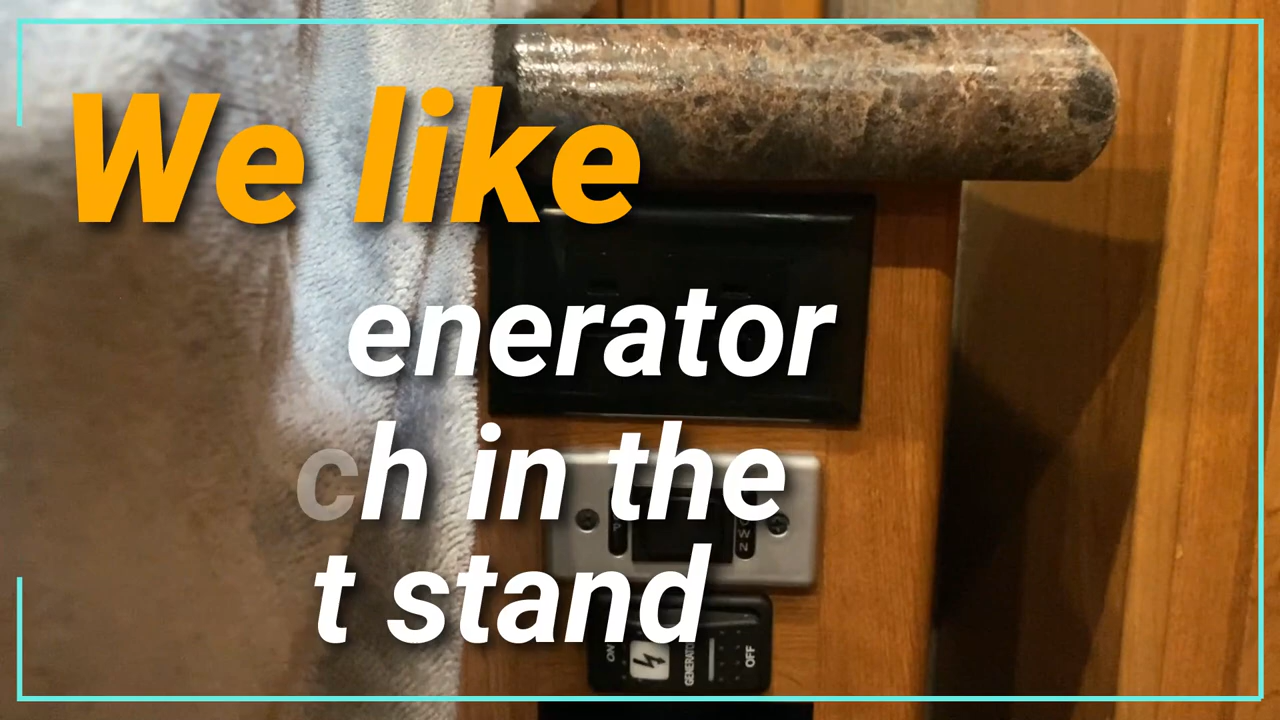 We like
enerator
ch in the
t stand
ON
GENERATOR
OFF